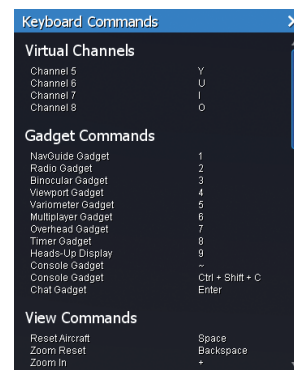 Keyboard Commands
Virtual Channels
Channel 5 Y
Channel 6 U
Channel 7 I
Channel 8 O
Gadget Commands
NavGuide Gadget 1
Radio Gadget 2
Binocular Gadget 3
Viewport Gadget 4
Variometer Gadget 5
Multiplayer Gadget 6
Overhead Gadget 7
Timer Gadget 8
Heads-Up Display 9
Console Gadget ~
Console Gadget Ctrl + Shift + C
Chat Gadget Enter
View Commands
Reset Aircraft Space
Zoom Reset Backspace
Zoom In +